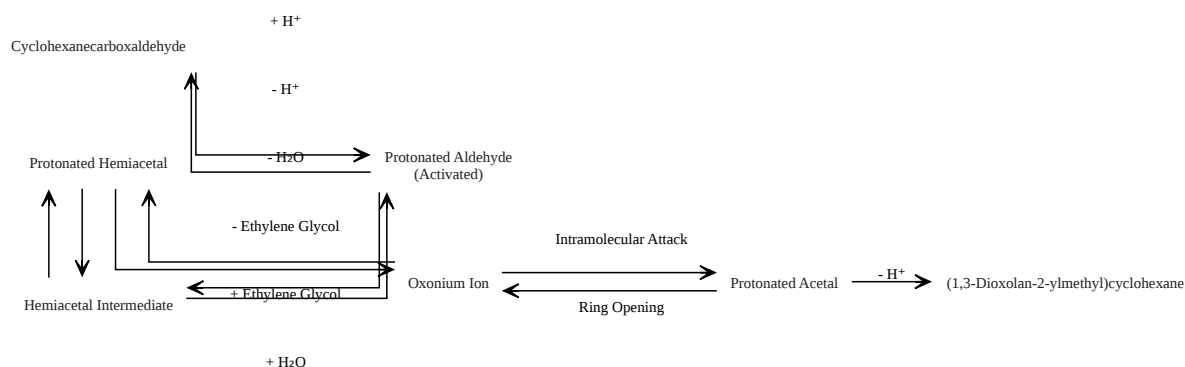 + H⁺
Cyclohexanecarboxaldehyde
- H⁺
- H₂O
Protonated Hemiacetal
Protonated Aldehyde
(Activated)
- Ethylene Glycol
Intramolecular Attack
- H⁺
Oxonium Ion
Protonated Acetal
(1,3-Dioxolan-2-ylmethyl)cyclohexane
+ Ethylene Glycol
Hemiacetal Intermediate
Ring Opening
+ H₂O